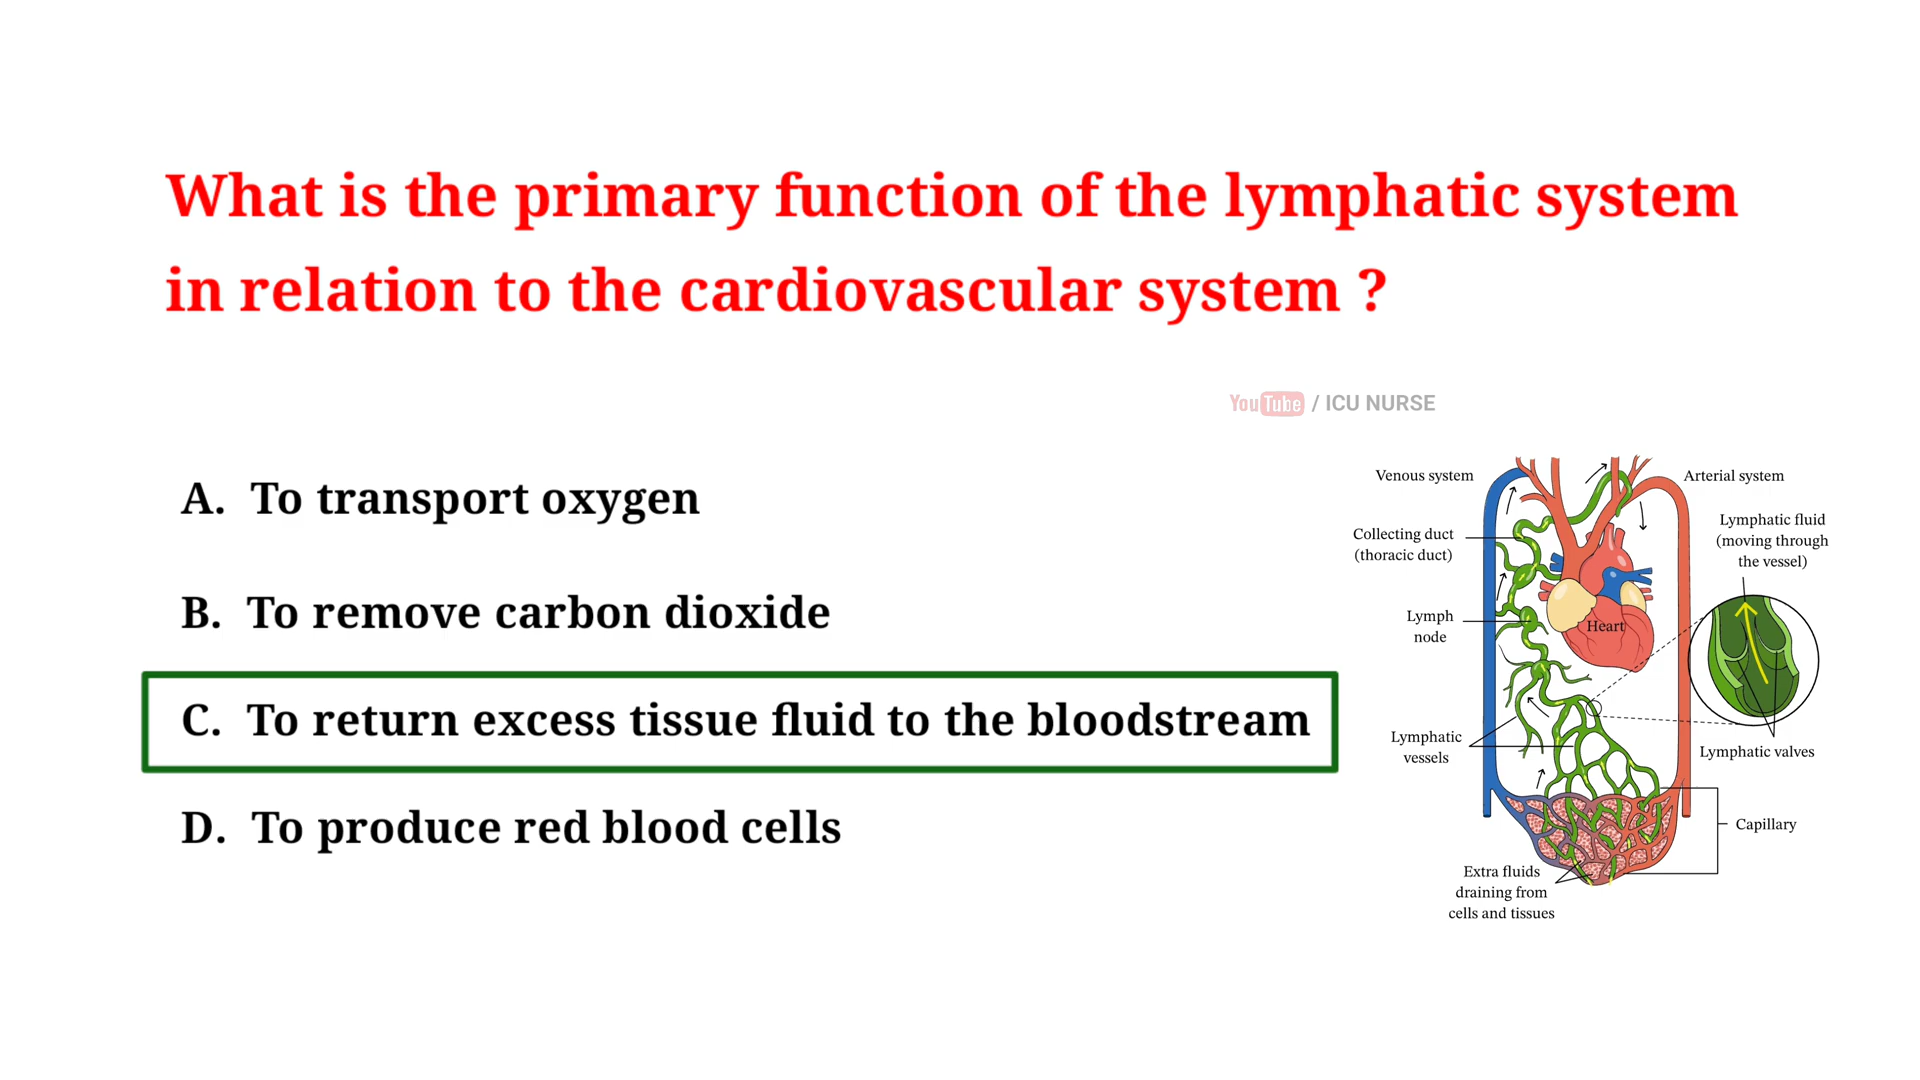 What is the primary function of the lymphatic system
in relation to the cardiovascular system ?
YouTube / ICU NURSE
A. To transport oxygen
B. To remove carbon dioxide
C. To return excess tissue fluid to the bloodstream
D. To produce red blood cells
Venous system
Arterial system
Collecting duct
(thoracic duct)
Lymphatic fluid
(moving through
the vessel)
Lymph
node
Heart
Lymphatic
vessels
Lymphatic valves
Capillary
Extra fluids
draining from
cells and tissues